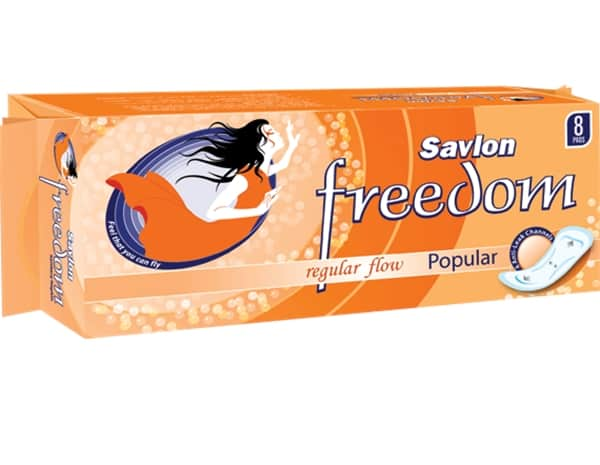 Savlon
freedom
regular flow Popular
8
PADS
Anti-Leak Channels
Feel that you can fly
Savlon
freedom